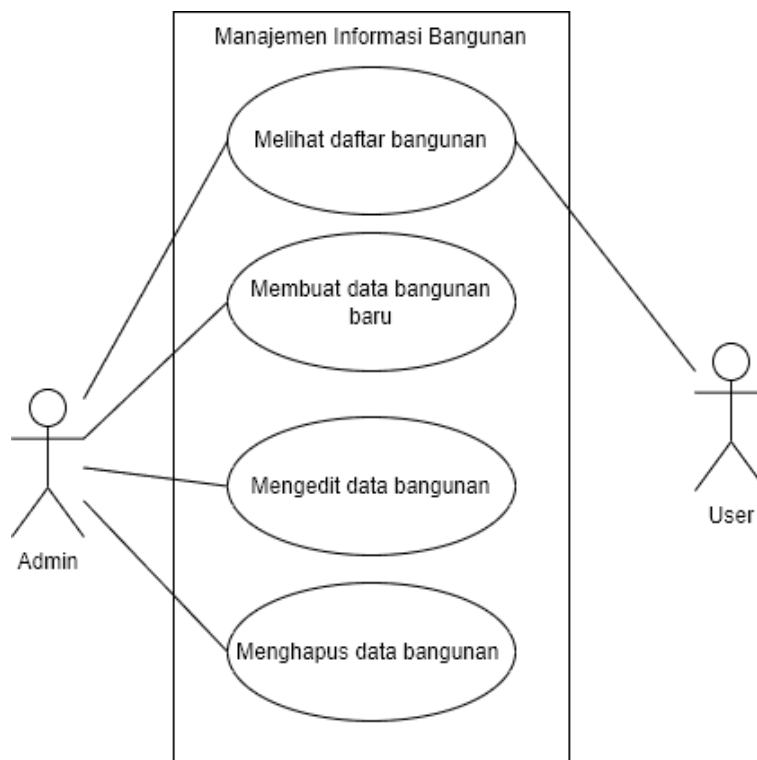 Manajemen Informasi Bangunan
Melihat daftar bangunan
Membuat data bangunan
baru
Mengedit data bangunan
Menghapus data bangunan
Admin
User